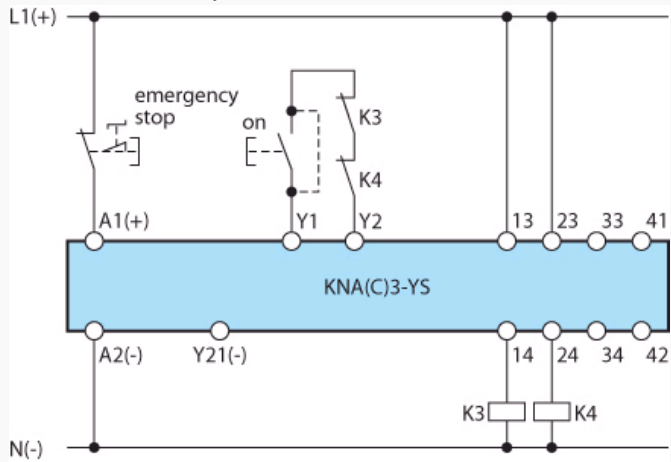 L1(+)
emergency
stop
on
K3
K4
A1(+) Y1 Y2 13 23 33 41
KNA(C)3-YS
A2(-) Y21(-) 14 24 34 42
K3 K4
N(-)